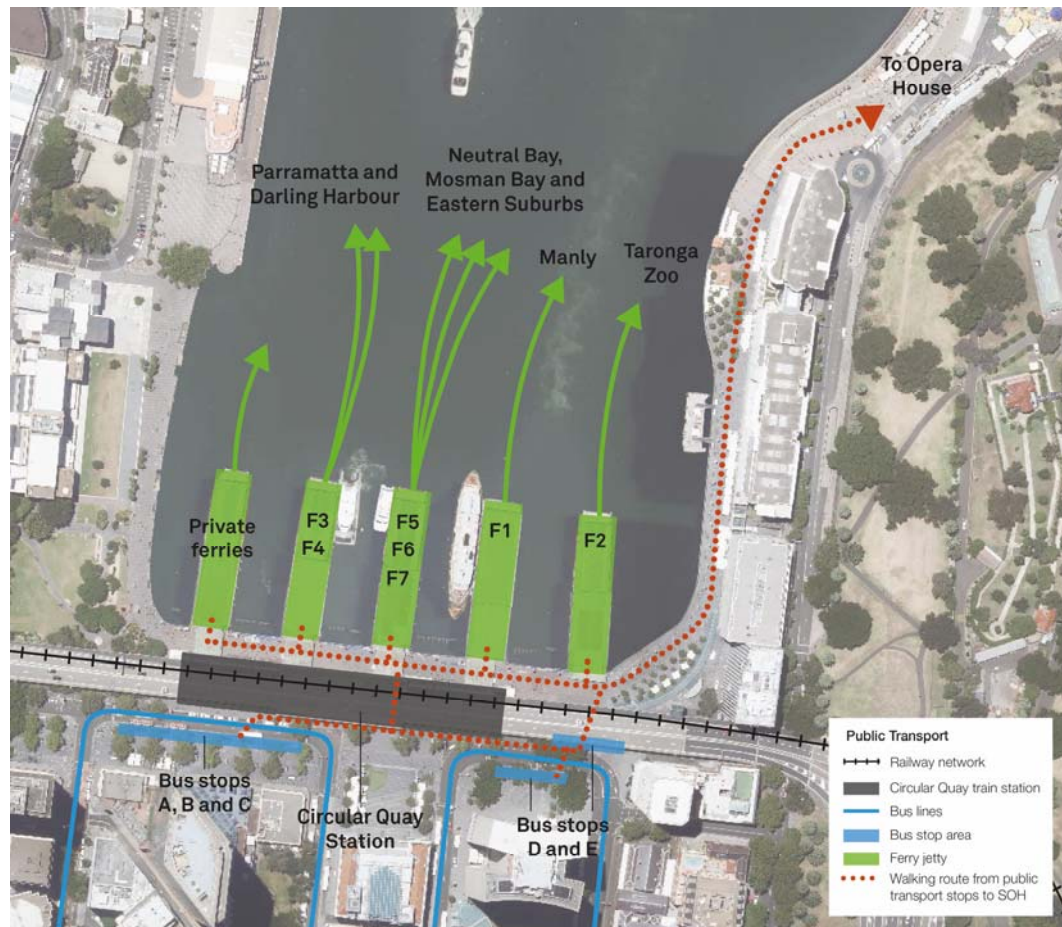 To Opera
House
Parramatta and
Darling Harbour
Neutral Bay,
Mosman Bay and
Eastern Suburbs
Manly
Taronga
Zoo
Private
ferries
F3
F4
F5
F6
F7
F1
F2
Bus stops
A, B and C
Circular Quay
Station
Bus stops
D and E
Public Transport
Railway network
Circular Quay train station
Bus lines
Bus stop area
Ferry jetty
Walking route from public
transport stops to SOH